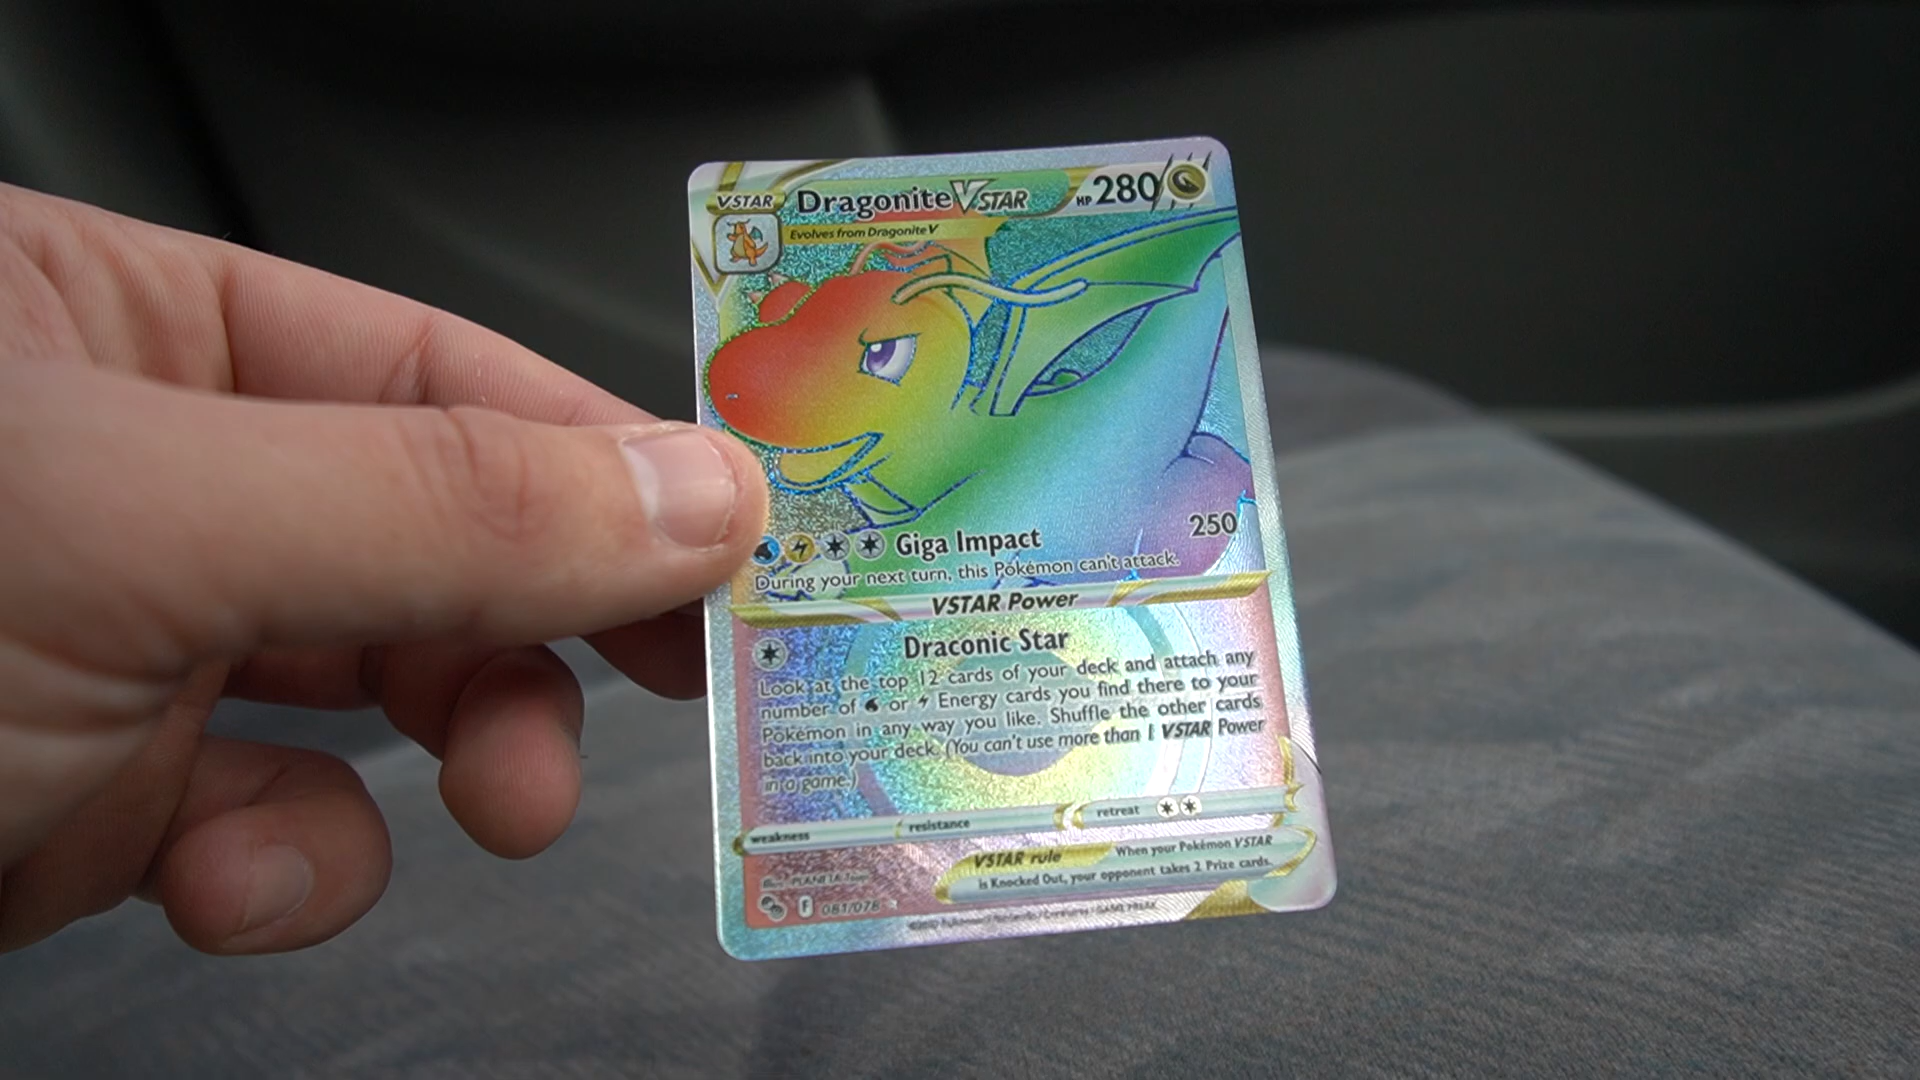 VSTAR Dragonite VSTAR HP 280
Evolves from Dragonite V
Giga Impact 250
During your next turn, this Pokémon can't attack.
VSTAR Power
Draconic Star
Look at the top 12 cards of your deck and attach any
number of or Energy cards you find there to your
Pokémon in any way you like. Shuffle the other cards
back into your deck. (You can't use more than 1 VSTAR Power
in a game.)
weakness resistance retreat
VSTAR rule When your Pokémon VSTAR
is Knocked Out, your opponent takes 2 Prize cards.
Illus. PLANETA
F 081/078